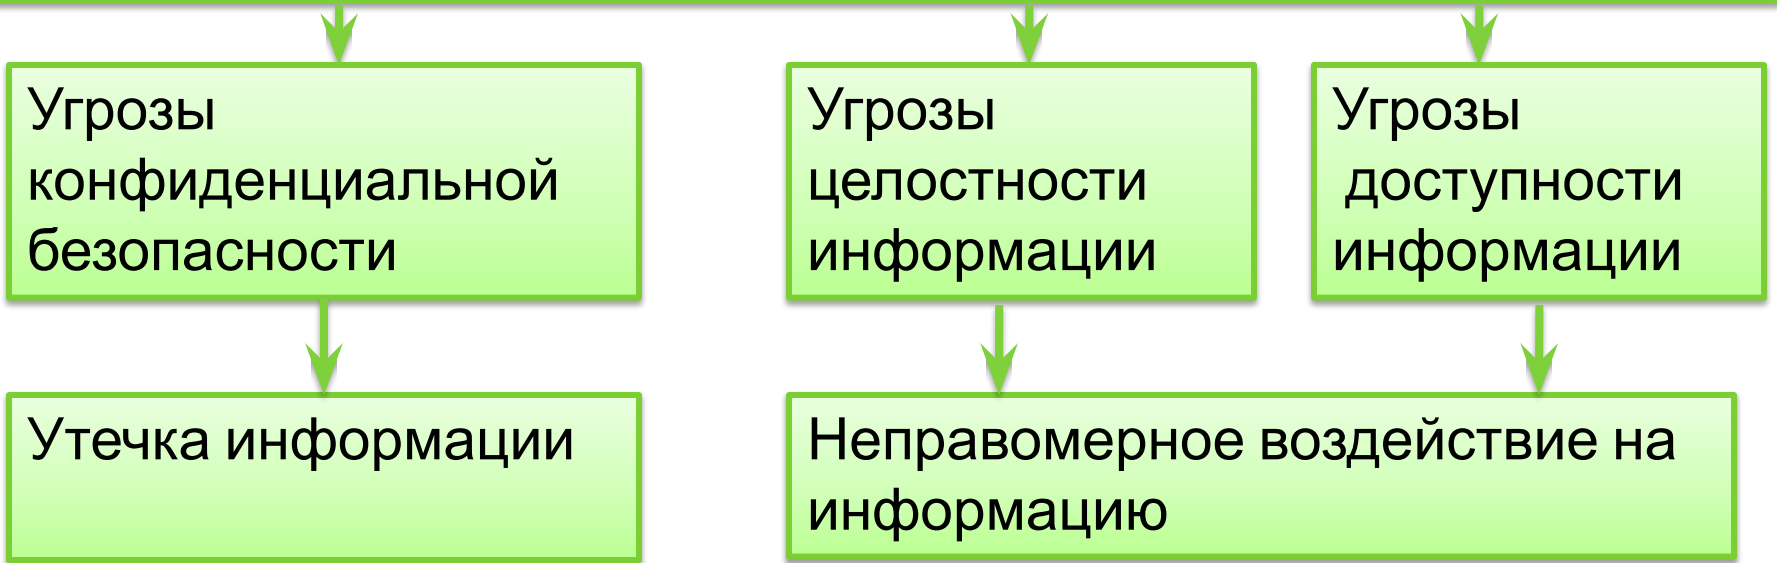 Угрозы
конфиденциальной
безопасности
Угрозы
целостности
информации
Угрозы
доступности
информации
Утечка информации
Неправомерное воздействие на
информацию